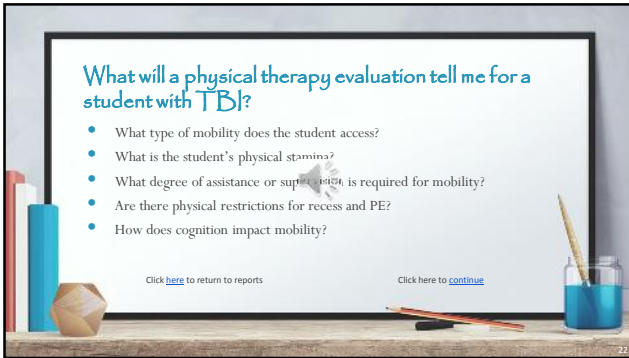 What will a physical therapy evaluation tell me for a
student with TBI?
• What type of mobility does the student access?
• What is the student's physical stamina?
• What degree of assistance or supervision is required for mobility?
• Are there physical restrictions for recess and PE?
• How does cognition impact mobility?
Click here to return to reports Click here to continue
22